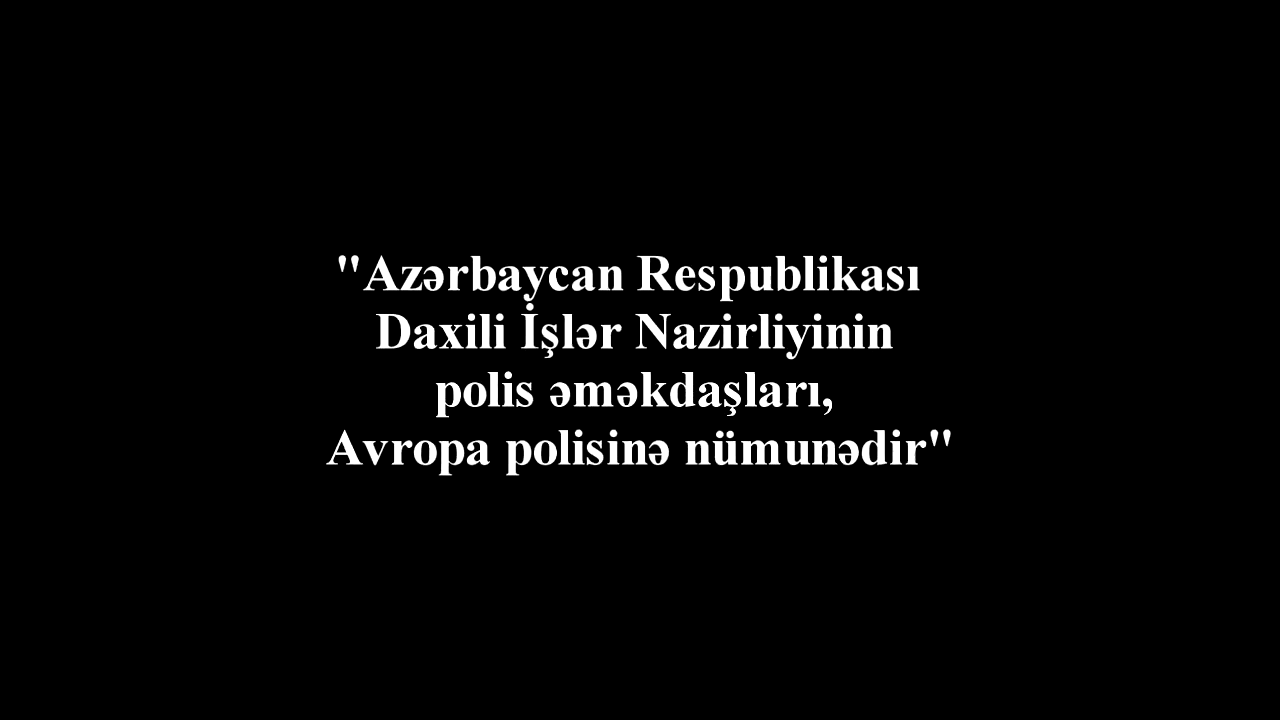 "Azərbaycan Respublikası
Daxili İşlər Nazirliyinin
polis əməkdaşları,
Avropa polisinə nümunədir"